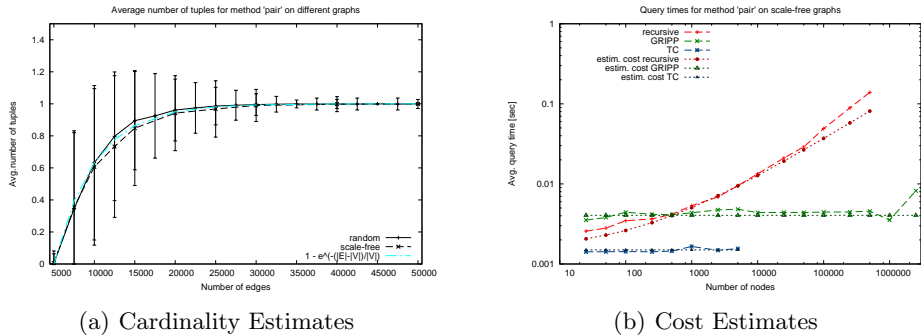 Average number of tuples for method 'pair' on different graphs
1.4
1.2
1.0
0.8
0.6
0.4
0.2
0
Avg. number of tuples
random
scale-free
1 - e^(-(|E|-|V|)/|V|)
5000 10000 15000 20000 25000 30000 35000 40000 45000 50000
Number of edges
(a) Cardinality Estimates
Query times for method 'pair' on scale-free graphs
1
0.1
0.01
0.001
Avg. query time [sec]
recursive
GRIPP
TC
estim. cost recursive
estim. cost GRIPP
estim. cost TC
10 100 1000 10000 100000 1000000
Number of nodes
(b) Cost Estimates